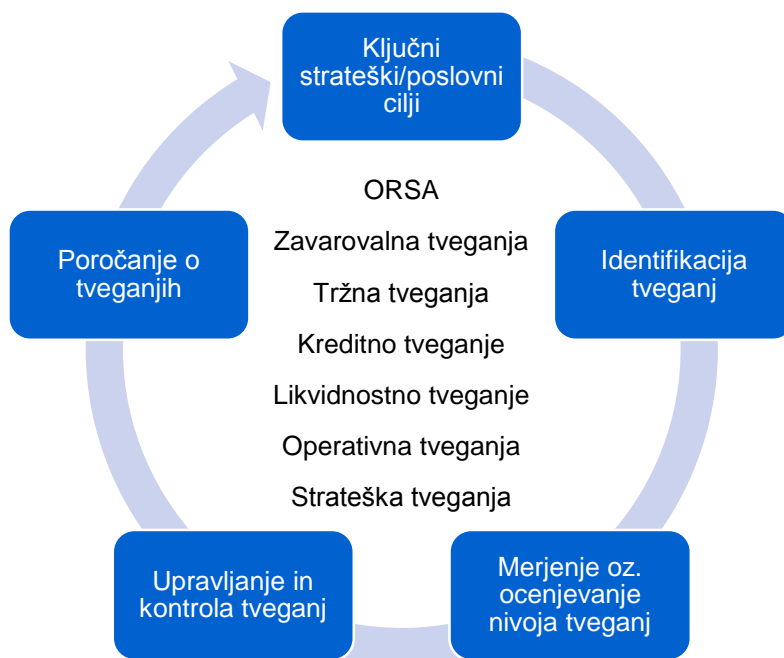 Ključni
strateški/poslovni
cilji
ORSA
Zavarovalna tveganja
Tržna tveganja
Kreditno tveganje
Likvidnostno tveganje
Operativna tveganja
Strateška tveganja
Identifikacija
tveganj
Merjenje oz.
ocenjevanje
nivoja tveganj
Upravljanje in
kontrola tveganj
Poročanje o
tveganjih